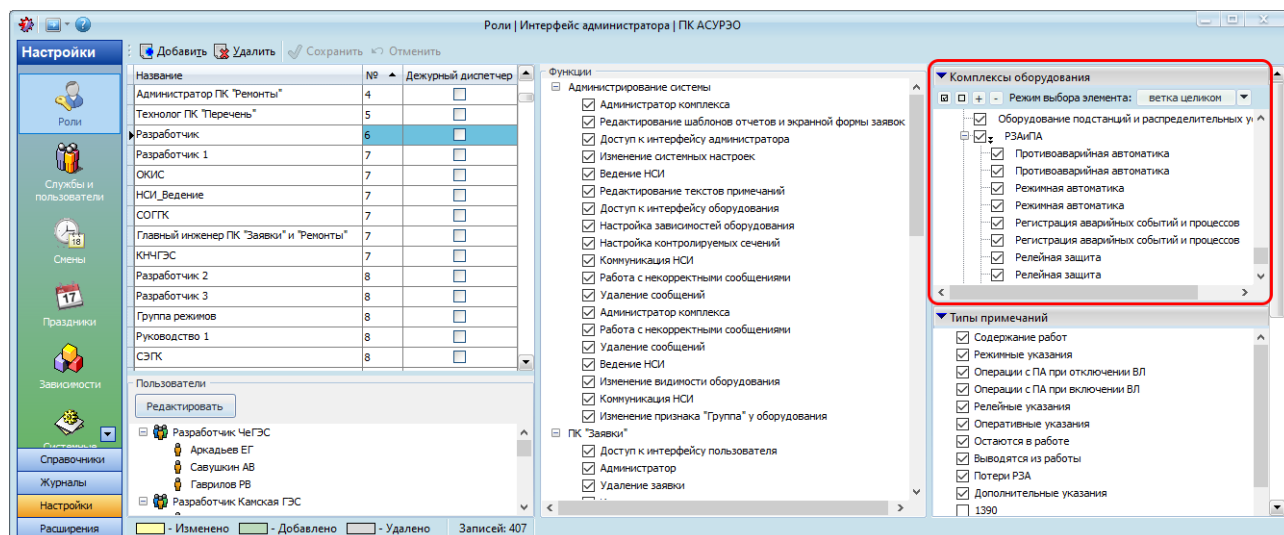 Роли | Интерфейс администратора | ПК АСУРЭО
Настройки
Роли
Службы и пользователи
Смены
18
17
Праздники
Зависимости
Справочники
Журналы
Настройки
Расширения
Добавить Удалить Сохранить Отменить
Название № Дежурный диспетчер
Администратор ПК "Ремонты" 4
Технолог ПК "Перечень" 5
Разработчик 6
Разработчик 1 7
ОКИС 7
НСИ_Ведение 7
СОГГК 7
Главный инженер ПК "Заявки" и "Ремонты" 7
КНЧГЭС 7
Разработчик 2 8
Разработчик 3 8
Группа режимов 8
Руководство 1 8
СЭГК 8
Пользователи
Редактировать
Разработчик ЧеГЭС
Аркадьев ЕГ
Савушкин АВ
Гаврилов РВ
Разработчик Камская ГЭС
- Изменено - Добавлено - Удалено Записей: 407
Функции
Администрирование системы
Администратор комплекса
Редактирование шаблонов отчетов и экранной формы заявок
Доступ к интерфейсу администратора
Изменение системных настроек
Ведение НСИ
Редактирование текстов примечаний
Доступ к интерфейсу оборудования
Настройка зависимостей оборудования
Настройка контролируемых сечений
Коммуникация НСИ
Работа с некорректными сообщениями
Удаление сообщений
Администратор комплекса
Работа с некорректными сообщениями
Удаление сообщений
Ведение НСИ
Изменение видимости оборудования
Коммуникация НСИ
Изменение признака "Группа" у оборудования
ПК "Заявки"
Доступ к интерфейсу пользователя
Администратор
Удаление заявки
Комплексы оборудования
Режим выбора элемента: ветка целиком
Оборудование подстанций и распределительных
РЗАиПА
Противоаварийная автоматика
Противоаварийная автоматика
Режимная автоматика
Режимная автоматика
Регистрация аварийных событий и процессов
Регистрация аварийных событий и процессов
Релейная защита
Релейная защита
Типы примечаний
Содержание работ
Режимные указания
Операции с ПА при отключении ВЛ
Операции с ПА при включении ВЛ
Релейные указания
Оперативные указания
Остаются в работе
Выводятся из работы
Потери РЗА
Дополнительные указания
1390